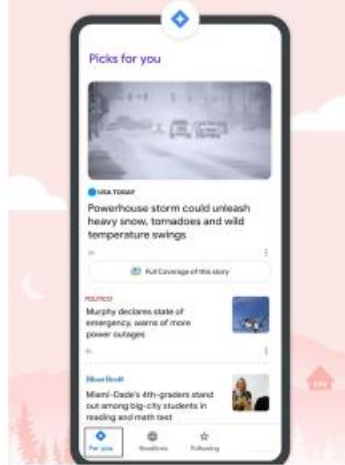 Picks for you
USA TODAY
Powerhouse storm could unleash
heavy snow, tornadoes and wild
temperature swings
Full Coverage of this story
POLITICO
Murphy declares state of
emergency, warns of more
power outages
Miami Herald
Miami-Dade's 4th-graders stand
out among big-city students in
reading and math test
For you
Headlines
Following